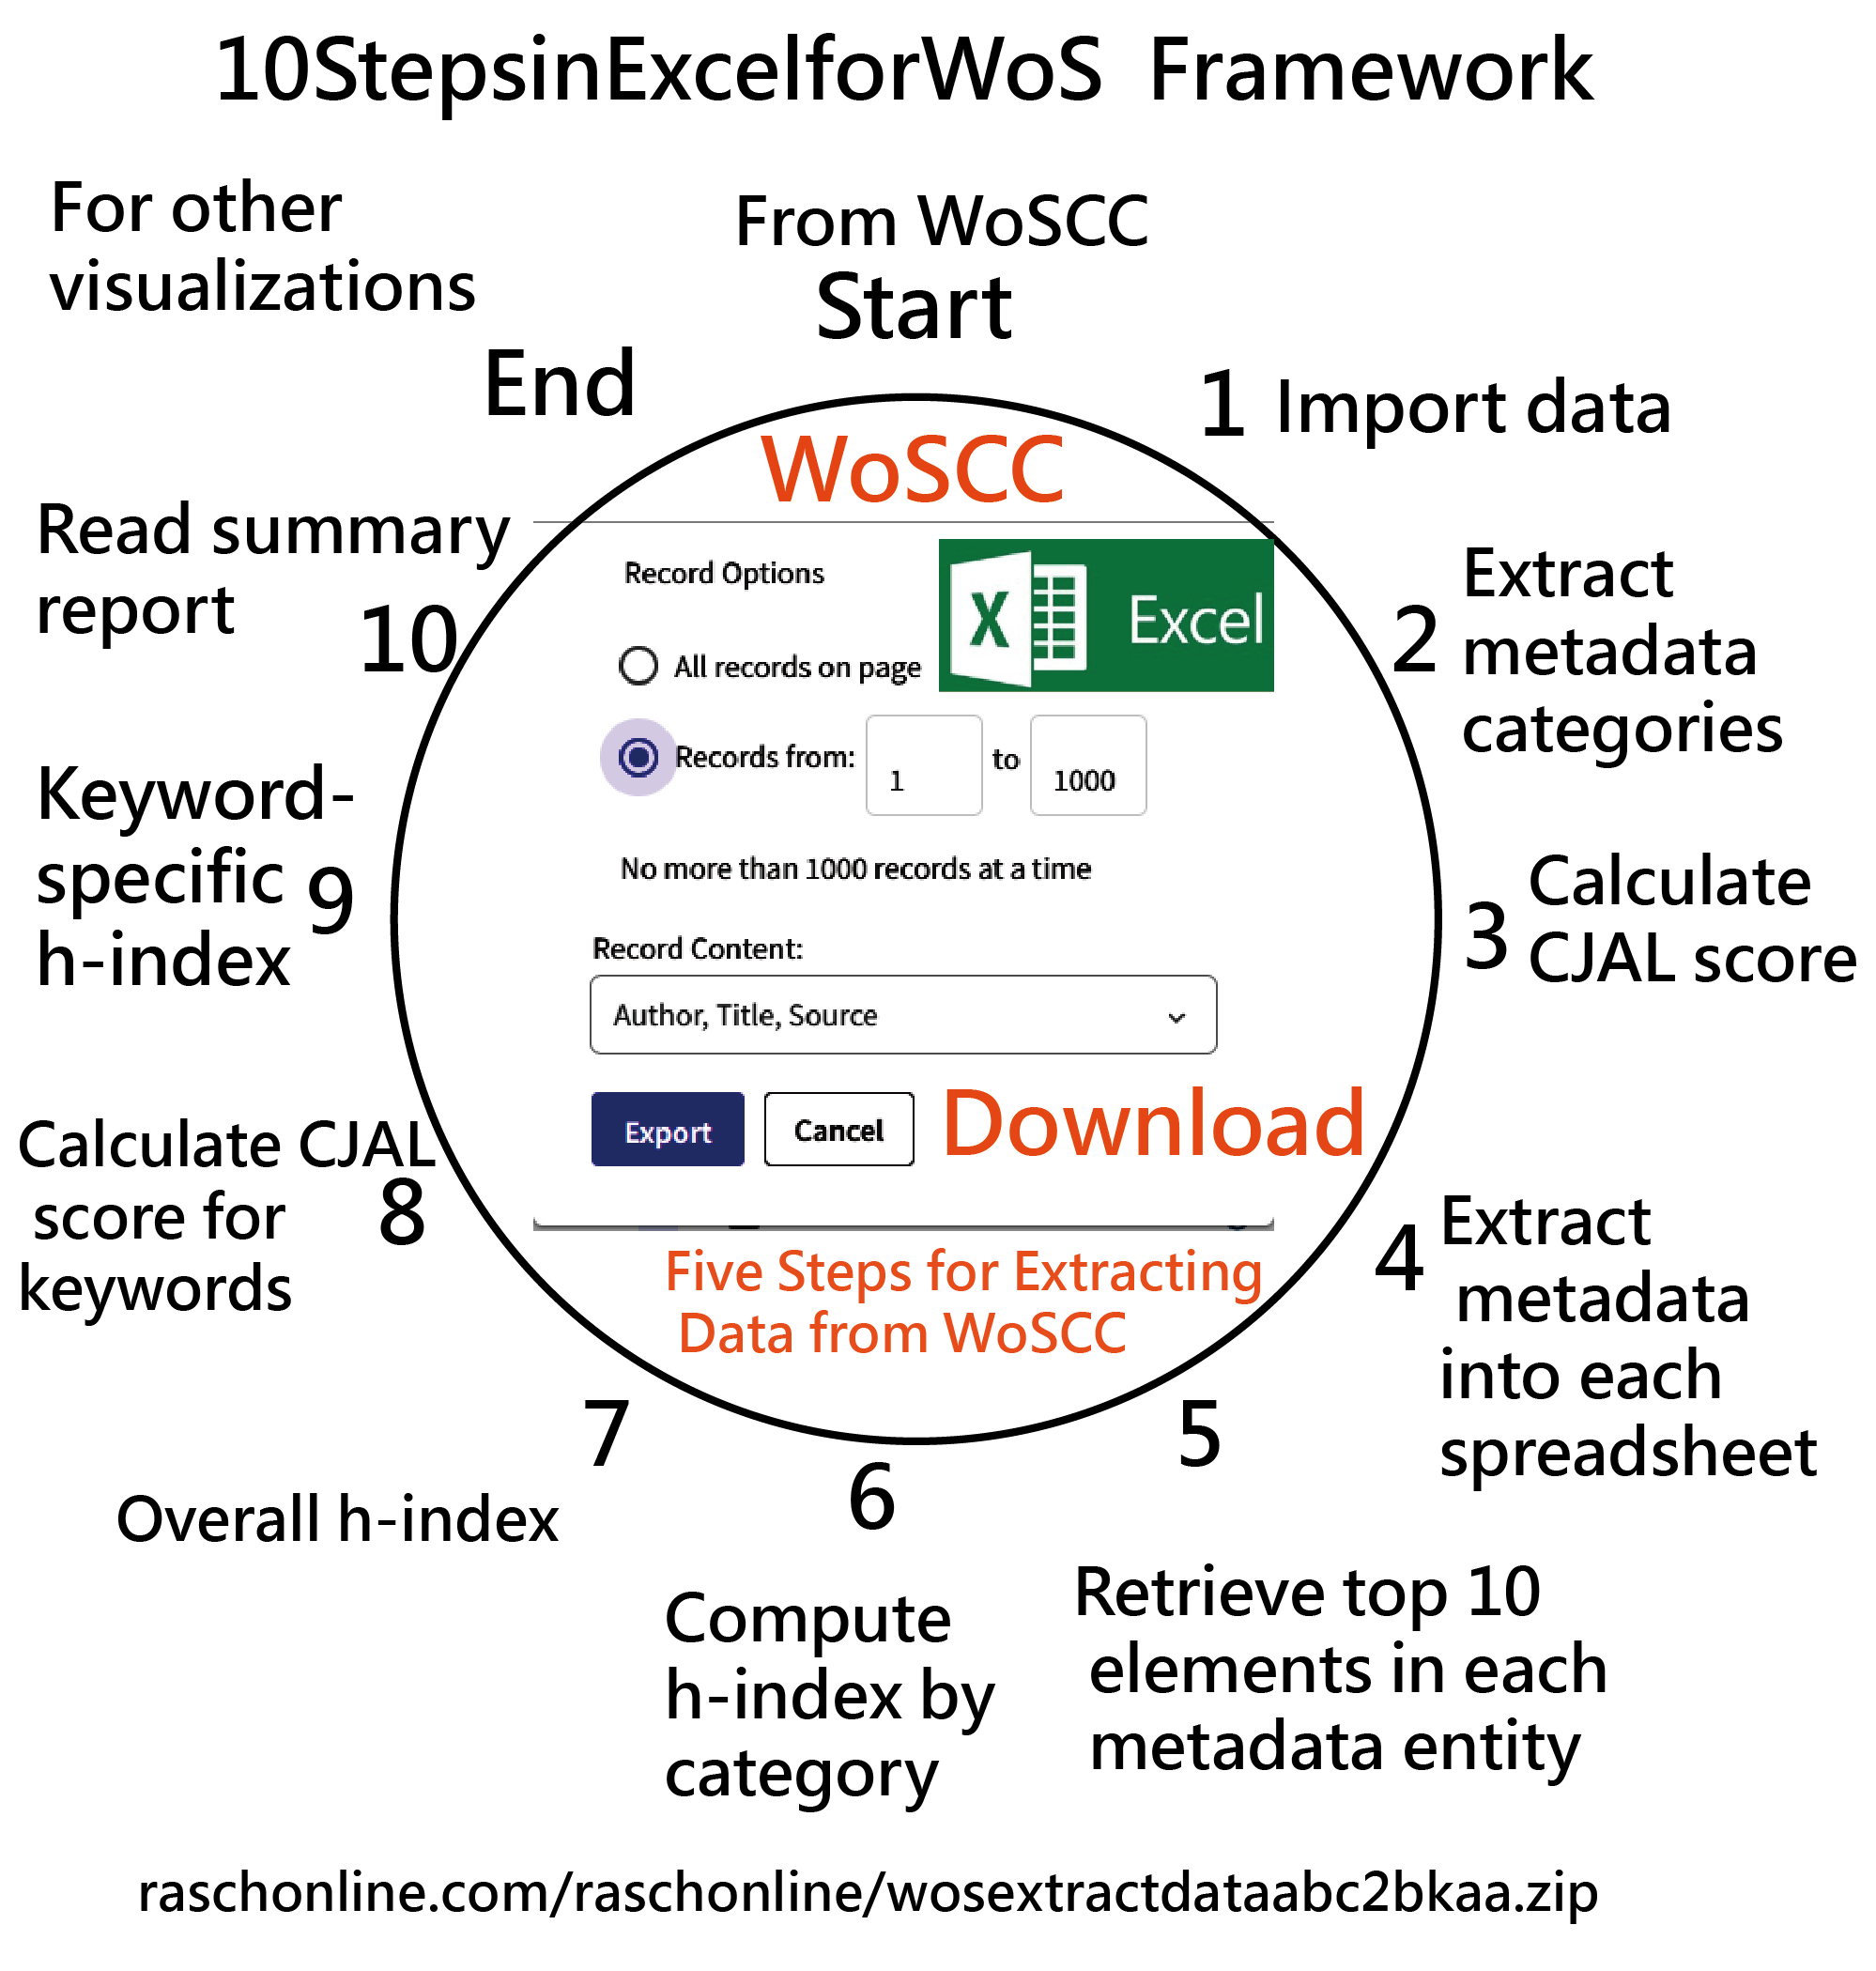 10StepsinExcelforWoS Framework
For other
visualizations
From WoSCC
Start
End
1 Import data
WoSCC
Read summary
report
10
Record Options
X Excel
All records on page
Records from: 1 to 1000
No more than 1000 records at a time
2
Extract
metadata
categories
Keyword-
specific
h-index
9
3
Calculate
CJAL score
Record Content:
Author, Title, Source
Export Cancel
Download
Calculate CJAL
score for
keywords
8
4
Extract
metadata
into each
spreadsheet
Five Steps for Extracting
Data from WoSCC
7
Overall h-index
6
Compute
h-index by
category
5
Retrieve top 10
elements in each
metadata entity
raschonline.com/raschonline/wosextractdataabc2bkaa.zip